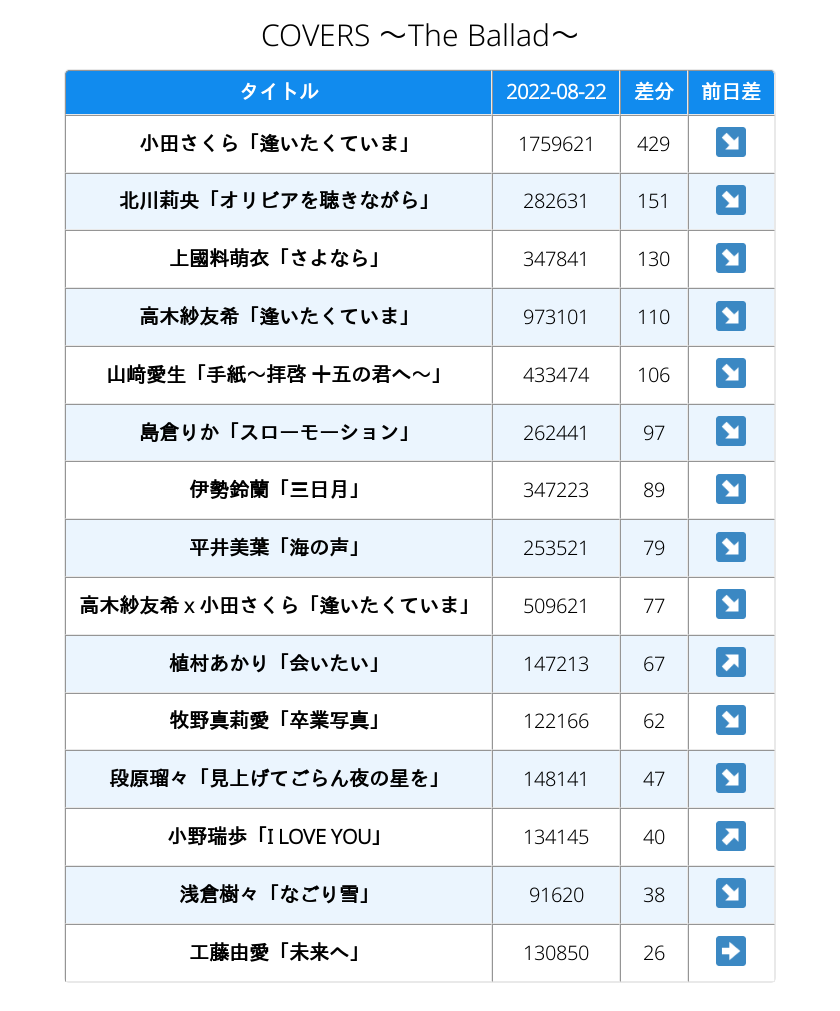 COVERS ～The Ballad～
タイトル 2022-08-22 差分 前日差
小田さくら「逢いたくていま」 1759621 429 ↘
北川莉央「オリビアを聴きながら」 282631 151 ↘
上國料萌衣「さよなら」 347841 130 ↘
高木紗友希「逢いたくていま」 973101 110 ↘
山﨑愛生「手紙～拝啓 十五の君へ～」 433474 106 ↘
島倉りか「スローモーション」 262441 97 ↘
伊勢鈴蘭「三日月」 347223 89 ↘
平井美葉「海の声」 253521 79 ↘
高木紗友希 x 小田さくら「逢いたくていま」 509621 77 ↘
植村あかり「会いたい」 147213 67 ↗
牧野真莉愛「卒業写真」 122166 62 ↘
段原瑠々「見上げてごらん夜の星を」 148141 47 ↘
小野瑞歩「I LOVE YOU」 134145 40 ↗
浅倉樹々「なごり雪」 91620 38 ↘
工藤由愛「未来へ」 130850 26 ➡